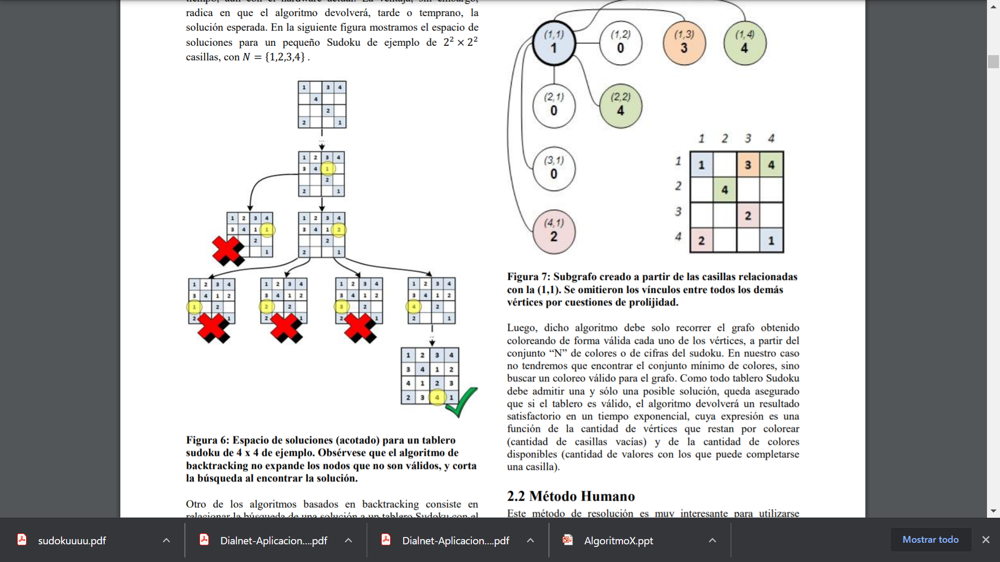 radica en que el algoritmo devolverá, tarde o temprano, la
solución esperada. En la siguiente figura mostramos el espacio de
soluciones para un pequeño Sudoku de ejemplo de 2² × 2²
casillas, con N = {1,2,3,4} .
1 3 4
4
2
2 1
...
1 2 3 4
3 4 1
2
2 1
1 2 3 4
3 4 1 1
2
1
1 2 3 4
3 4 1 2
2
2 1
1 2 3 4
3 4 1 2
1 2
2 1
1 2 3 4
3 4 1 2
2 2
2 1
1 2 3 4
3 4 1 2
3 2
2 1
1 2 3 4
3 4 1 2
4 2
2 1
...
1 2 3 4
3 4 1 2
4 1 2 3
2 3 4 1
Figura 6: Espacio de soluciones (acotado) para un tablero
sudoku de 4 x 4 de ejemplo. Obsérvese que el algoritmo de
backtracking no expande los nodos que no son válidos, y corta
la búsqueda al encontrar la solución.
Otro de los algoritmos basados en backtracking consiste en
relacionar la búsqueda de una solución a un tablero Sudoku con el
(1,1) (1,2) (1,3) (1,4)
1 0 3 4
(2,1) (2,2)
0 4
(3,1)
0
(4,1)
2
1 2 3 4
1 1 3 4
2 4
3 2
4 2 1
Figura 7: Subgrafo creado a partir de las casillas relacionadas
con la (1,1). Se omitieron los vínculos entre todos los demás
vértices por cuestiones de prolijidad.
Luego, dicho algoritmo debe solo recorrer el grafo obtenido
coloreando de forma válida cada uno de los vértices, a partir del
conjunto “N” de colores o de cifras del sudoku. En nuestro caso
no tendremos que encontrar el conjunto mínimo de colores, sino
buscar un coloreo válido para el grafo. Como todo tablero Sudoku
debe admitir una y sólo una posible solución, queda asegurado
que si el tablero es válido, el algoritmo devolverá un resultado
satisfactorio en un tiempo exponencial, cuya expresión es una
función de la cantidad de vértices que restan por colorear
(cantidad de casillas vacías) y de la cantidad de colores
disponibles (cantidad de valores con los que puede completarse
una casilla).
2.2 Método Humano
Este método de resolución es muy interesante para utilizarse
sudokuuuu.pdf
Dialnet-Aplicacion....pdf
Dialnet-Aplicacion....pdf
AlgoritmoX.ppt
Mostrar todo